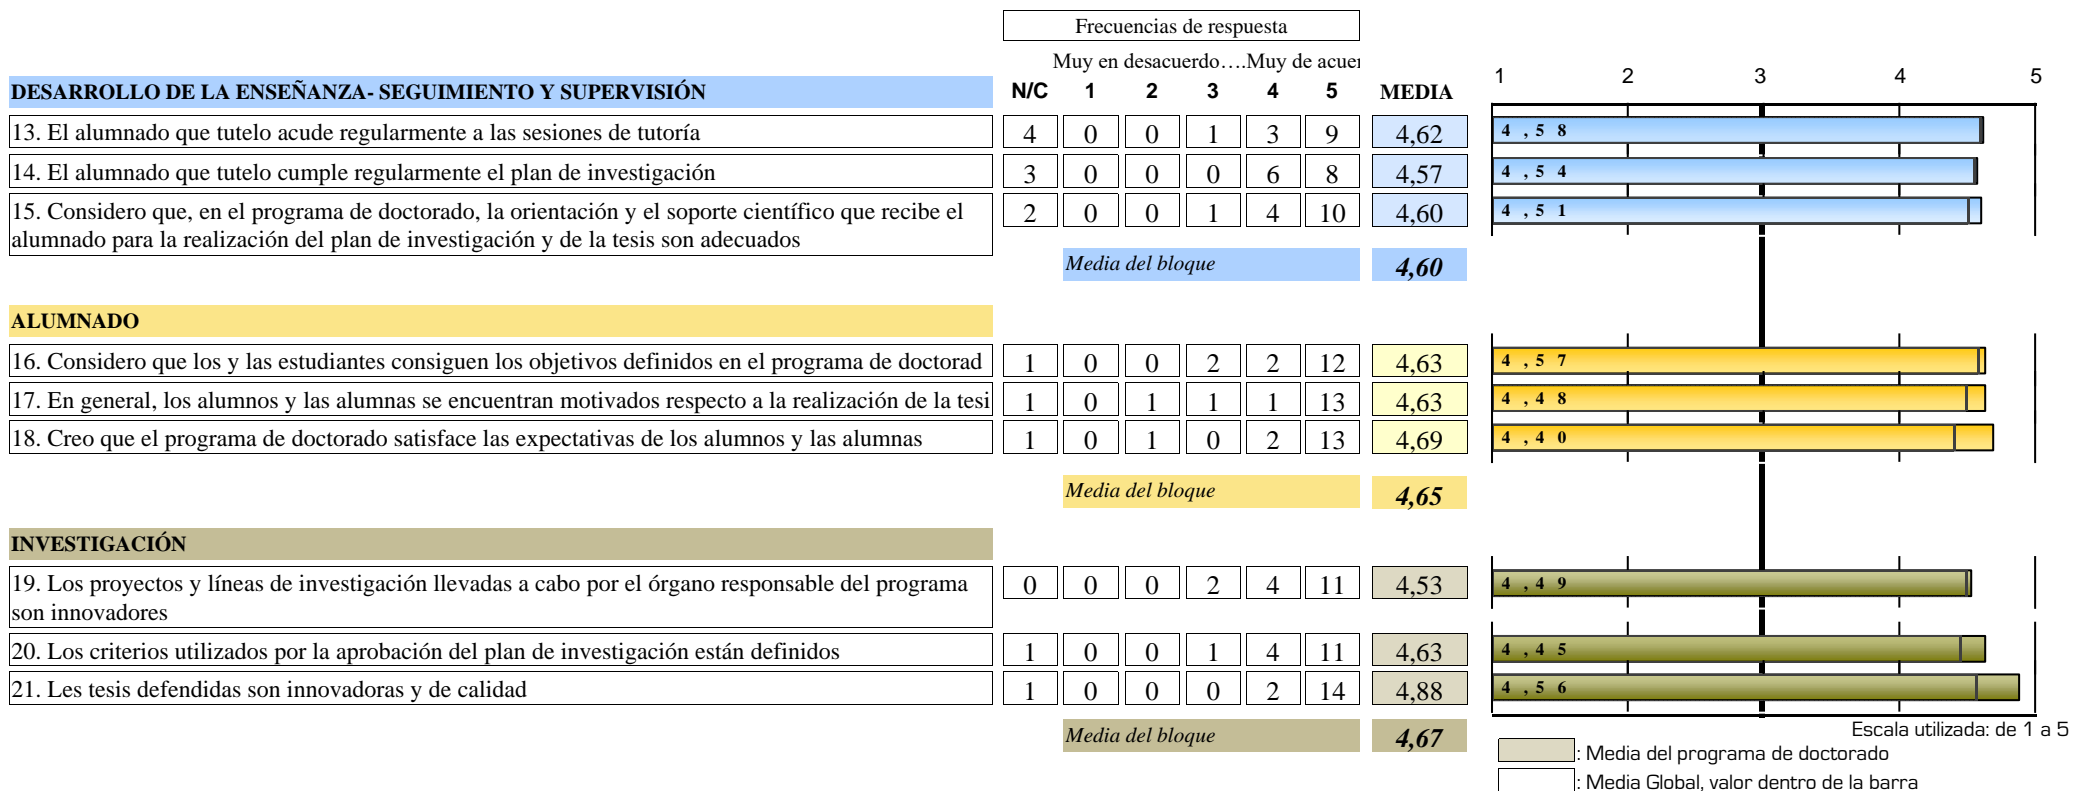 Frecuencias de respuesta
Muy en desacuerdo….Muy de acuer
DESARROLLO DE LA ENSEÑANZA- SEGUIMIENTO Y SUPERVISIÓN N/C 1 2 3 4 5 MEDIA 1 2 3 4 5
13. El alumnado que tutelo acude regularmente a las sesiones de tutoría 4 0 0 1 3 9 4,62 4,58
14. El alumnado que tutelo cumple regularmente el plan de investigación 3 0 0 0 6 8 4,57 4,54
15. Considero que, en el programa de doctorado, la orientación y el soporte científico que recibe el 2 0 0 1 4 10 4,60 4,51
alumnado para la realización del plan de investigación y de la tesis son adecuados
Media del bloque 4,60
ALUMNADO
16. Considero que los y las estudiantes consiguen los objetivos definidos en el programa de doctorad 1 0 0 2 2 12 4,63 4,57
17. En general, los alumnos y las alumnas se encuentran motivados respecto a la realización de la tesi 1 0 1 1 1 13 4,63 4,48
18. Creo que el programa de doctorado satisface las expectativas de los alumnos y las alumnas 1 0 1 0 2 13 4,69 4,40
Media del bloque 4,65
INVESTIGACIÓN
19. Los proyectos y líneas de investigación llevadas a cabo por el órgano responsable del programa 0 0 0 2 4 11 4,53 4,49
son innovadores
20. Los criterios utilizados por la aprobación del plan de investigación están definidos 1 0 0 1 4 11 4,63 4,45
21. Les tesis defendidas son innovadoras y de calidad 1 0 0 0 2 14 4,88 4,56
Media del bloque 4,67
Escala utilizada: de 1 a 5
: Media del programa de doctorado
: Media Global, valor dentro de la barra